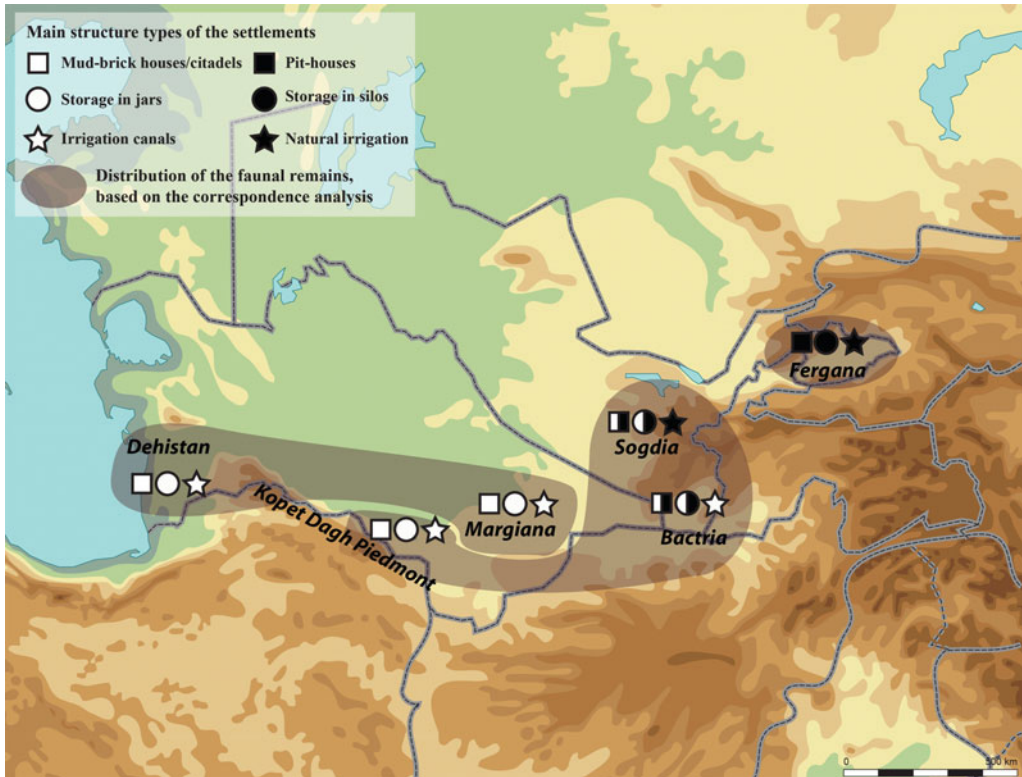 Main structure types of the settlements
Mud-brick houses/citadels
Pit-houses
Storage in jars
Storage in silos
Irrigation canals
Natural irrigation
Distribution of the faunal remains,
based on the correspondence analysis
Fergana
Sogdia
Dehistan
Kopet Dagh Piedmont
Margiana
Bactria
0
500 km